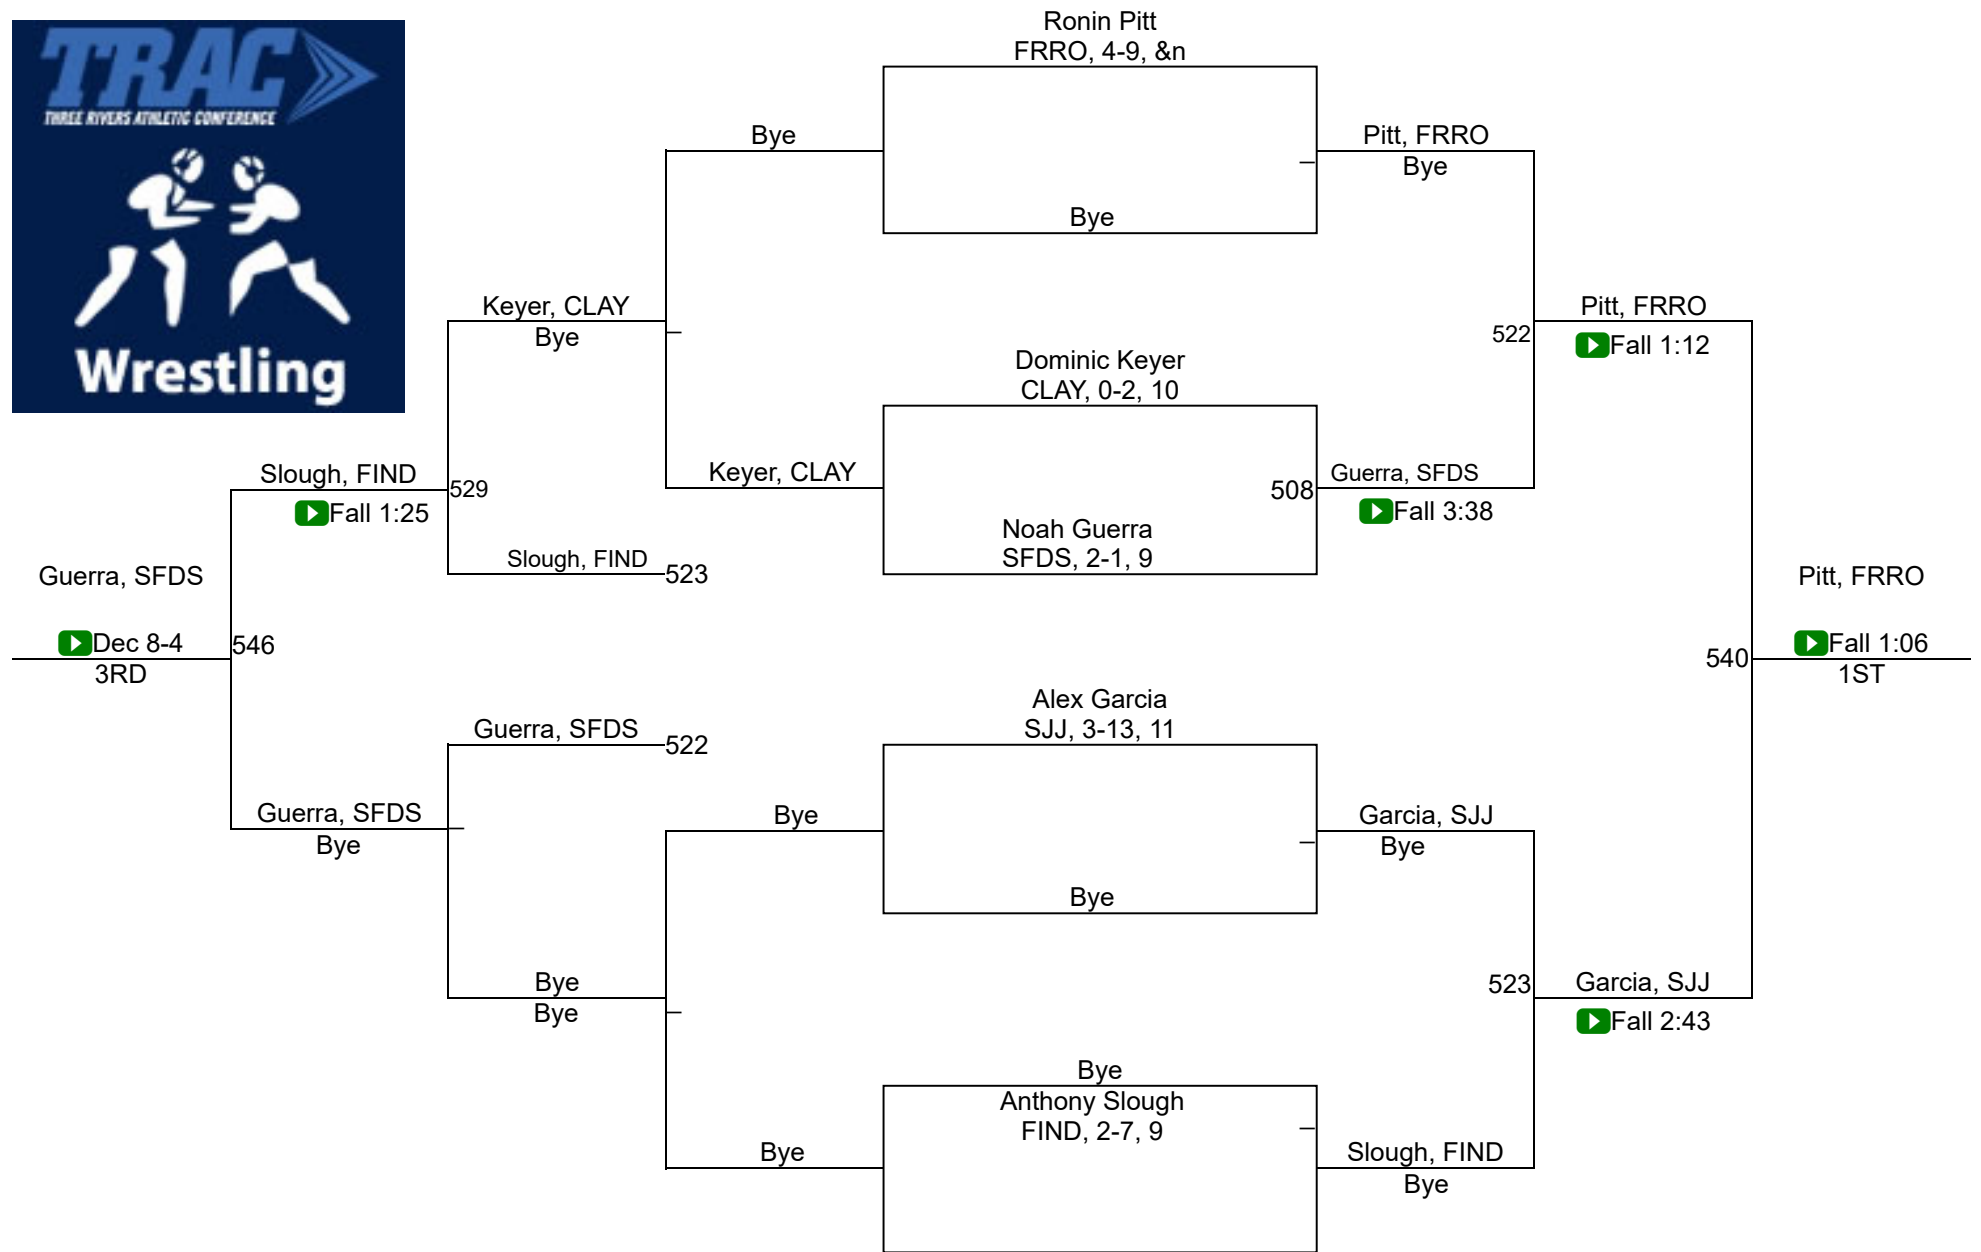 TRAC
THREE RIVERS ATHLETIC CONFERENCE
Wrestling
Ronin Pitt
FRRO, 4-9, &n
Bye
Pitt, FRRO
Bye
Bye
Keyer, CLAY
Bye
Pitt, FRRO
522
Fall 1:12
Dominic Keyer
CLAY, 0-2, 10
Slough, FIND
529
Fall 1:25
Keyer, CLAY
508
Guerra, SFDS
Fall 3:38
Noah Guerra
SFDS, 2-1, 9
Slough, FIND
523
Guerra, SFDS
Pitt, FRRO
Dec 8-4
546
3RD
540
Fall 1:06
1ST
Alex Garcia
SJJ, 3-13, 11
Guerra, SFDS
522
Guerra, SFDS
Bye
Bye
Garcia, SJJ
Bye
Bye
Bye
Bye
523
Garcia, SJJ
Fall 2:43
Bye
Anthony Slough
FIND, 2-7, 9
Bye
Slough, FIND
Bye